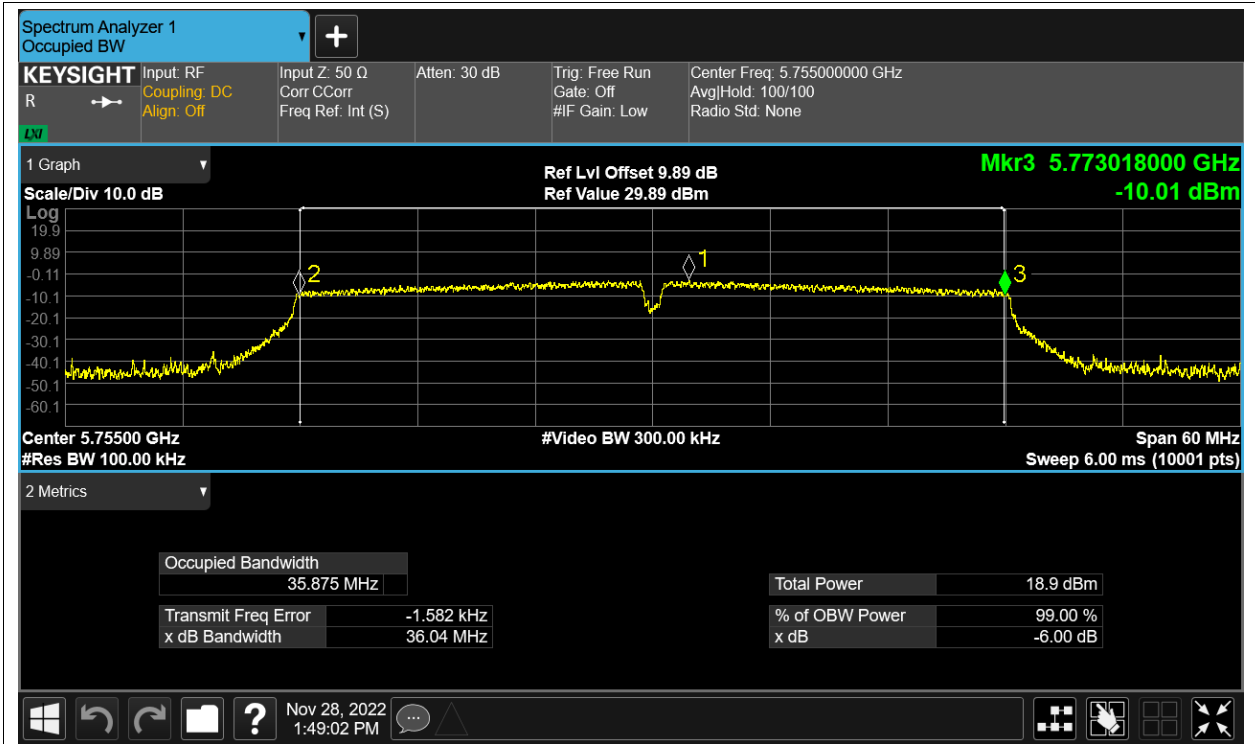 Spectrum Analyzer 1
Occupied BW
KEYSIGHT
R
LXI
Input: RF
Coupling: DC
Align: Off
Input Z: 50 Ω
Corr CCorr
Freq Ref: Int (S)
Atten: 30 dB
Trig: Free Run
Gate: Off
#IF Gain: Low
Center Freq: 5.755000000 GHz
Avg|Hold: 100/100
Radio Std: None
1 Graph
Scale/Div 10.0 dB
Ref Lvl Offset 9.89 dB
Ref Value 29.89 dBm
Mkr3 5.773018000 GHz
-10.01 dBm
Log
19.9
9.89
-0.11
-10.1
-20.1
-30.1
-40.1
-50.1
-60.1
2
1
3
Center 5.75500 GHz
#Video BW 300.00 kHz
Span 60 MHz
#Res BW 100.00 kHz
Sweep 6.00 ms (10001 pts)
2 Metrics
Occupied Bandwidth
35.875 MHz
Transmit Freq Error -1.582 kHz
x dB Bandwidth 36.04 MHz
Total Power 18.9 dBm
% of OBW Power 99.00 %
x dB -6.00 dB
?
Nov 28, 2022
1:49:02 PM